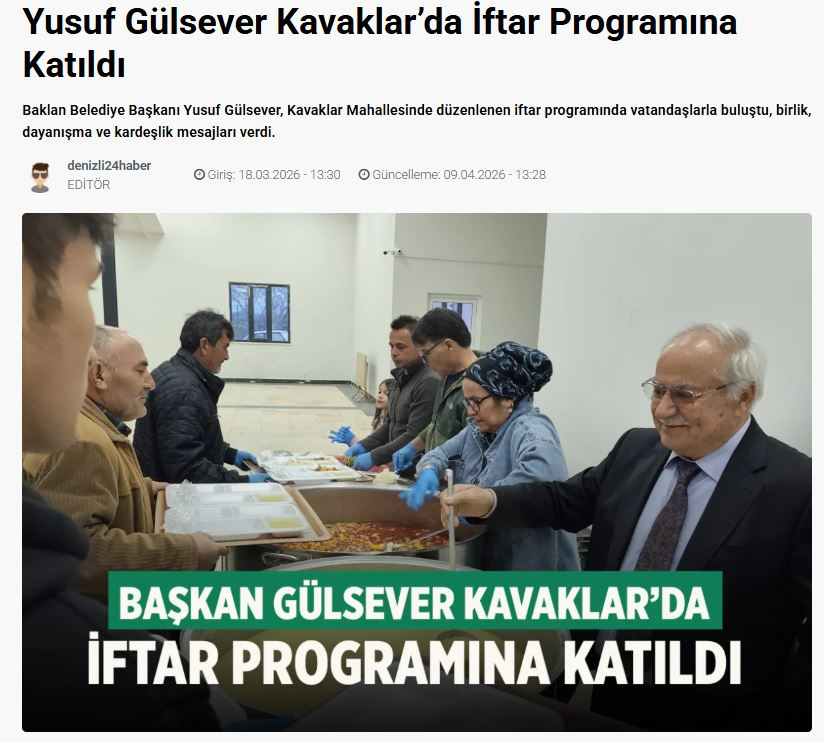 Yusuf Gülsever Kavaklar’da İftar Programına
Katıldı
Baklan Belediye Başkanı Yusuf Gülsever, Kavaklar Mahallesinde düzenlenen iftar programında vatandaşlarla buluştu, birlik,
dayanışma ve kardeşlik mesajları verdi.
denizli24haber
EDİTÖR
Giriş: 18.03.2026 - 13:30
Güncelleme: 09.04.2026 - 13:28
BAŞKAN GÜLSEVER KAVAKLAR’DA
İFTAR PROGRAMINA KATILDI